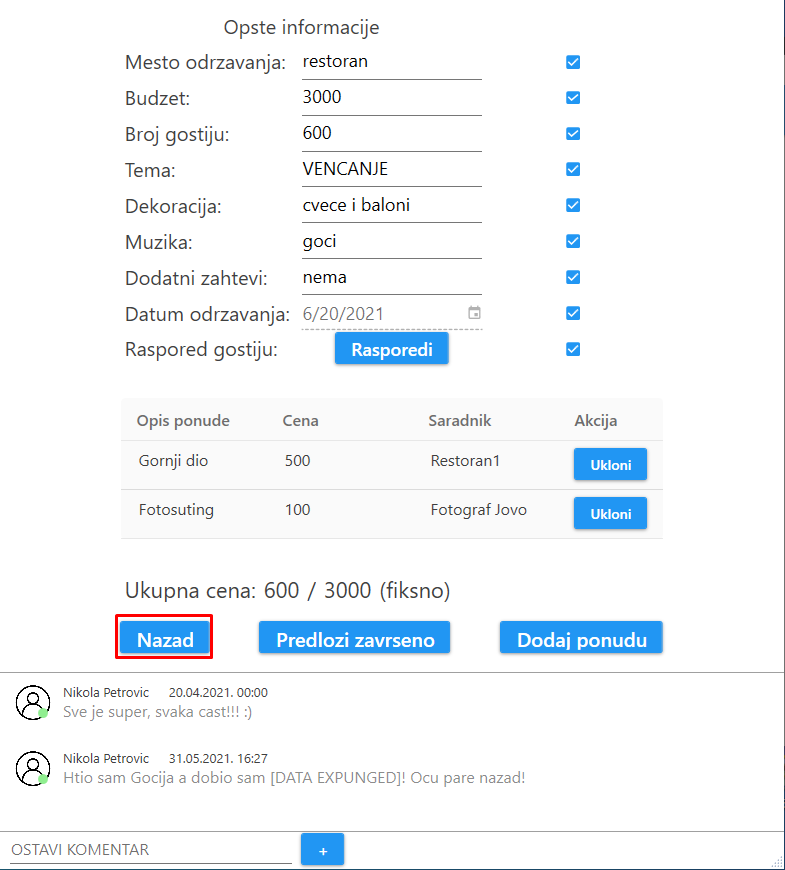 Opste informacije
Mesto odrzavanja: restoran
Budzet: 3000
Broj gostiju: 600
Tema: VENCANJE
Dekoracija: cvece i baloni
Muzika: goci
Dodatni zahtevi: nema
Datum odrzavanja: 6/20/2021
Raspored gostiju: Rasporedi
Opis ponude Cena Saradnik Akcija
Gornji dio 500 Restoran1 Ukloni
Fotosuting 100 Fotograf Jovo Ukloni
Ukupna cena: 600 / 3000 (fiksno)
Nazad Predlozi zavrseno Dodaj ponudu
Nikola Petrovic 20.04.2021. 00:00
Sve je super, svaka cast!!! :)
Nikola Petrovic 31.05.2021. 16:27
Htio sam Gocija a dobio sam [DATA EXPUNGED]! Ocu pare nazad!
OSTAVI KOMENTAR +